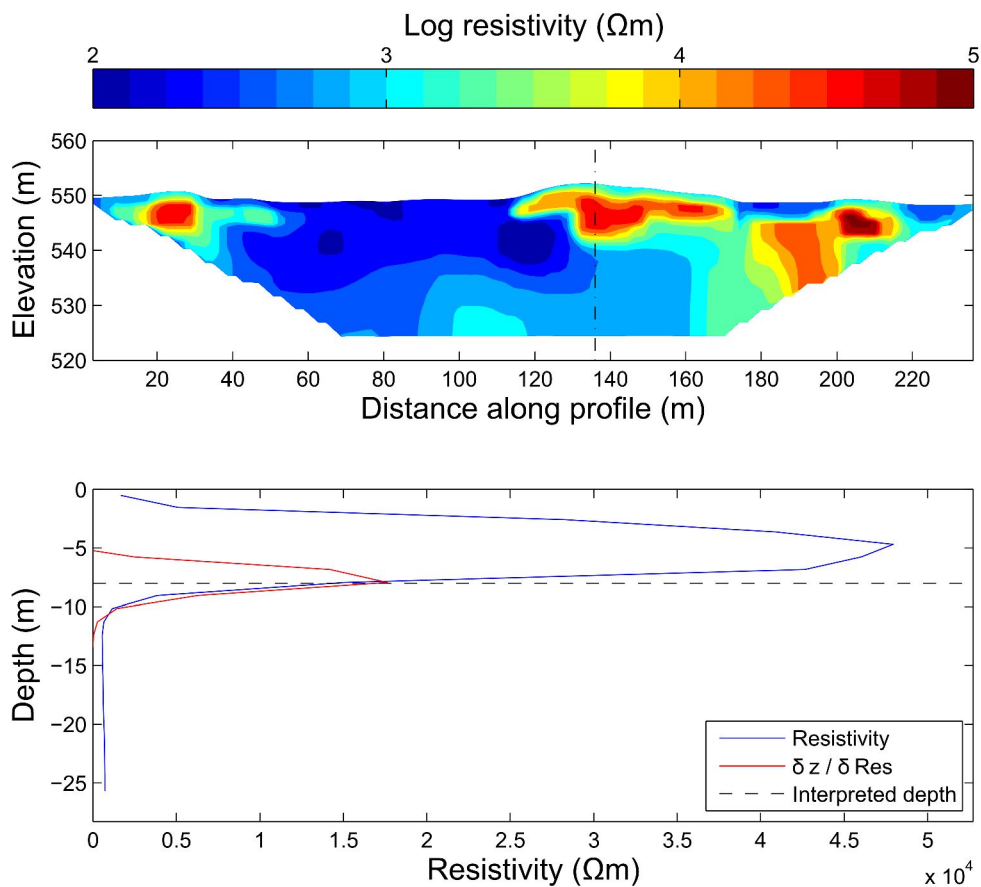 Log resistivity (Ωm)
2 3 4 5
560
550
540
530
520
Elevation (m)
20 40 60 80 100 120 140 160 180 200 220
Distance along profile (m)
0
−5
−10
−15
−20
−25
Depth (m)
Resistivity
δ z / δ Res
Interpreted depth
0 0.5 1 1.5 2 2.5 3 3.5 4 4.5 5
Resistivity (Ωm)
x 10⁴